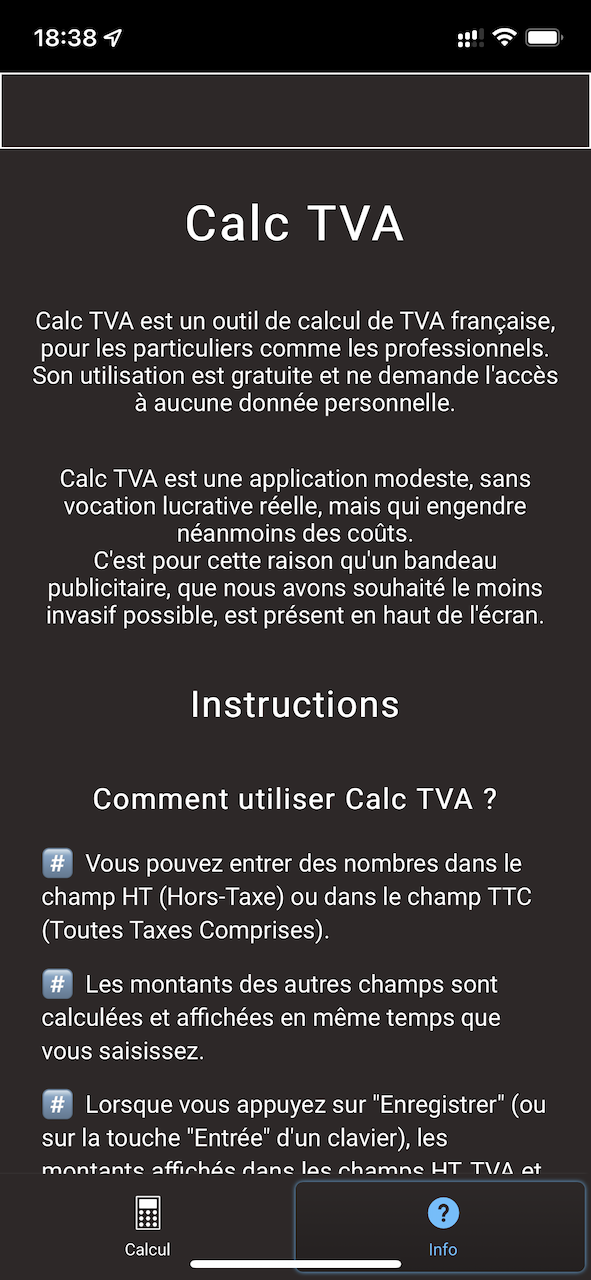 18:38
Calc TVA
Calc TVA est un outil de calcul de TVA française,
pour les particuliers comme les professionnels.
Son utilisation est gratuite et ne demande l'accès
à aucune donnée personnelle.
Calc TVA est une application modeste, sans
vocation lucrative réelle, mais qui engendre
néanmoins des coûts.
C'est pour cette raison qu'un bandeau
publicitaire, que nous avons souhaité le moins
invasif possible, est présent en haut de l'écran.
Instructions
Comment utiliser Calc TVA ?
#️⃣ Vous pouvez entrer des nombres dans le
champ HT (Hors-Taxe) ou dans le champ TTC
(Toutes Taxes Comprises).
#️⃣ Les montants des autres champs sont
calculées et affichées en même temps que
vous saisissez.
#️⃣ Lorsque vous appuyez sur "Enregistrer" (ou
sur la touche "Entrée" d'un clavier), les
montants affichés dans les champs HT, TVA et
Calcul
? Info